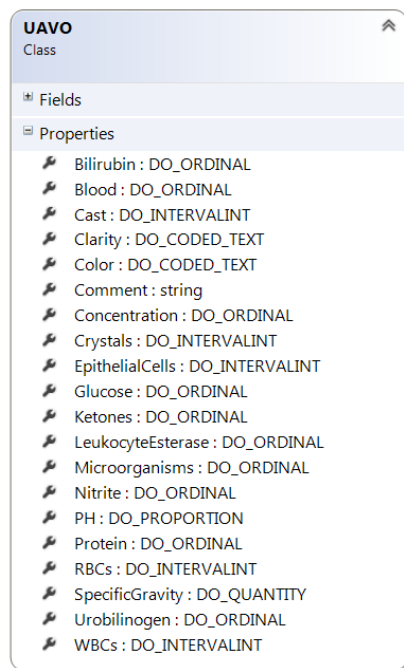 UAVO
Class
Fields
Properties
Bilirubin : DO_ORDINAL
Blood : DO_ORDINAL
Cast : DO_INTERVALINT
Clarity : DO_CODED_TEXT
Color : DO_CODED_TEXT
Comment : string
Concentration : DO_ORDINAL
Crystals : DO_INTERVALINT
EpithelialCells : DO_INTERVALINT
Glucose : DO_ORDINAL
Ketones : DO_ORDINAL
LeukocyteEsterase : DO_ORDINAL
Microorganisms : DO_ORDINAL
Nitrite : DO_ORDINAL
PH : DO_PROPORTION
Protein : DO_ORDINAL
RBCs : DO_INTERVALINT
SpecificGravity : DO_QUANTITY
Urobilinogen : DO_ORDINAL
WBCs : DO_INTERVALINT